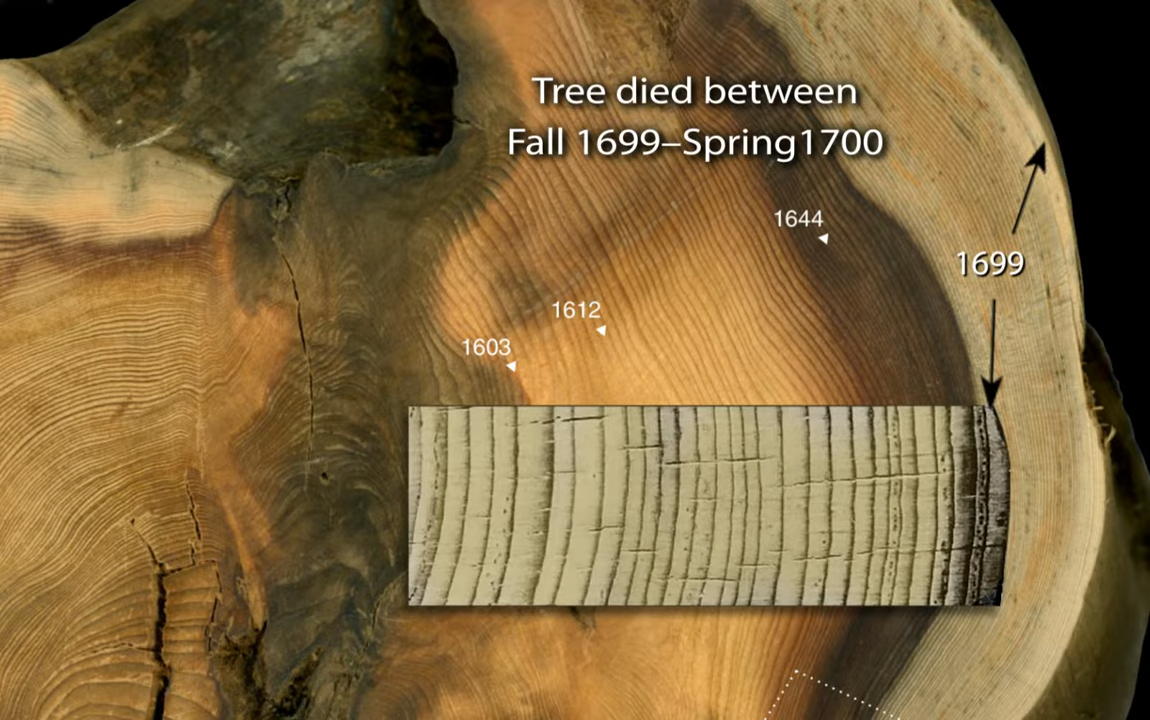 Tree died between
Fall 1699–Spring1700
1644
1699
1612
1603